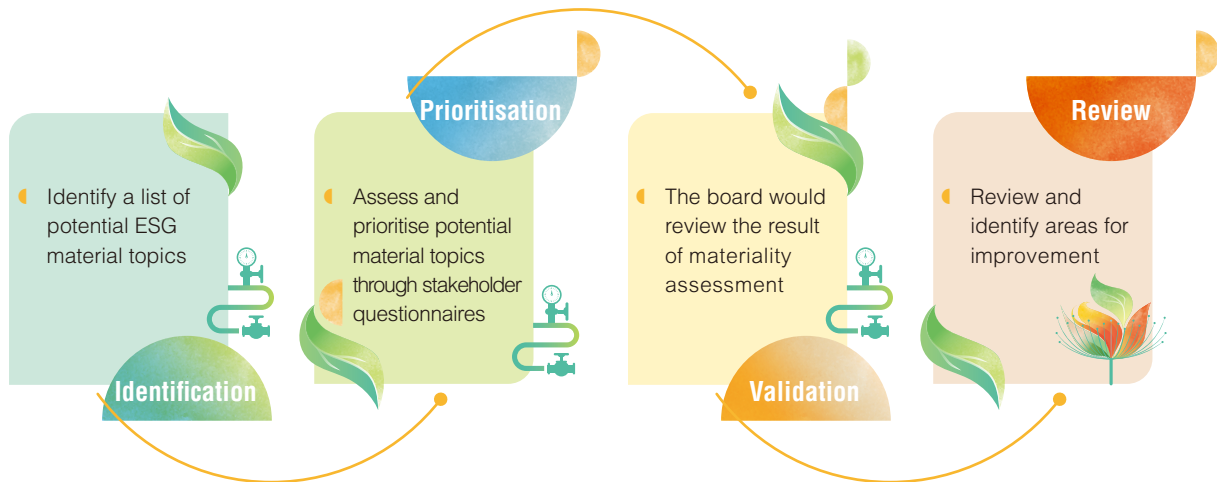 Identification
Identify a list of
potential ESG
material topics
Prioritisation
Assess and
prioritise potential
material topics
through stakeholder
questionnaires
Validation
The board would
review the result
of materiality
assessment
Review
Review and
identify areas for
improvement